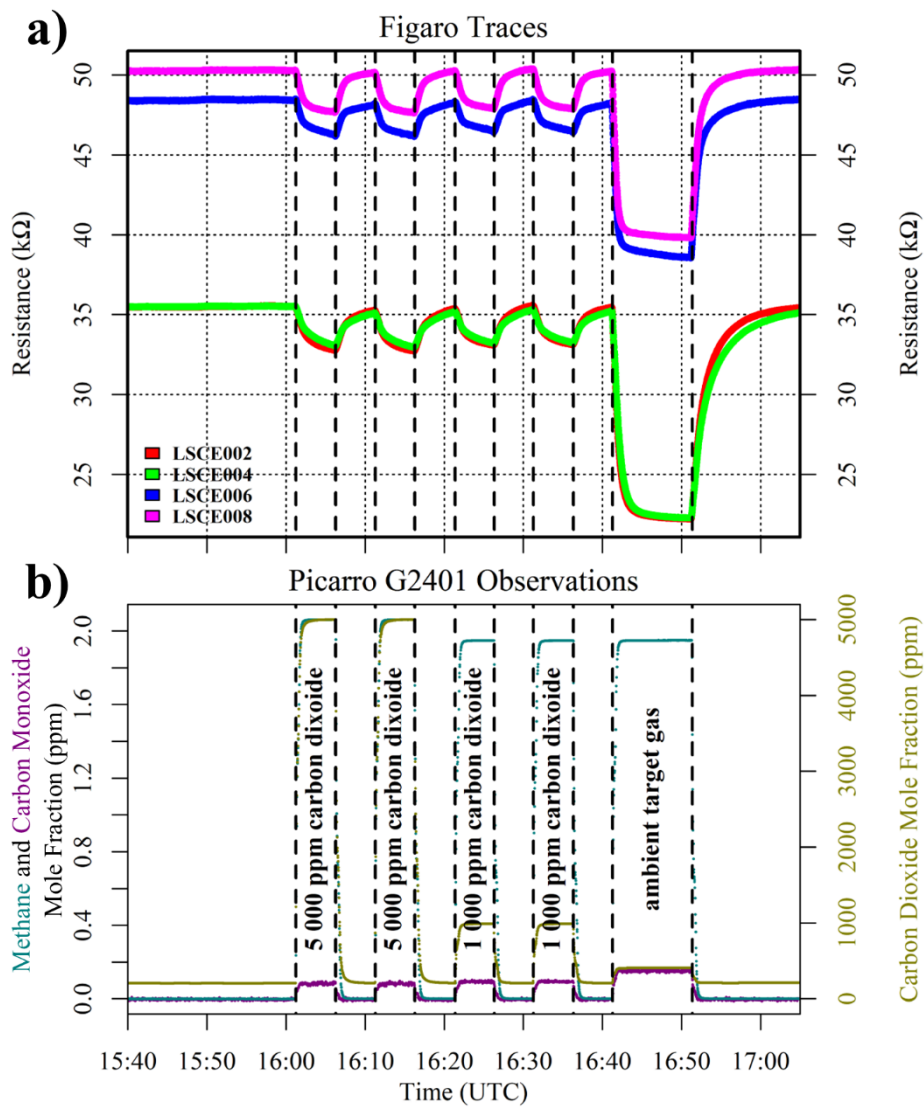 a)
Figaro Traces
Resistance (kΩ)
50
45
40
35
30
25
50
45
40
35
30
25
Resistance (kΩ)
LSCE002
LSCE004
LSCE006
LSCE008
b)
Picarro G2401 Observations
Methane and Carbon Monoxide
Mole Fraction (ppm)
2.0
1.6
1.2
0.8
0.4
0.0
5 000 ppm carbon dixoide
5 000 ppm carbon dixoide
1 000 ppm carbon dixoide
1 000 ppm carbon dixoide
ambient target gas
5000
4000
3000
2000
1000
0
Carbon Dioxide Mole Fraction (ppm)
15:40 15:50 16:00 16:10 16:20 16:30 16:40 16:50 17:00
Time (UTC)